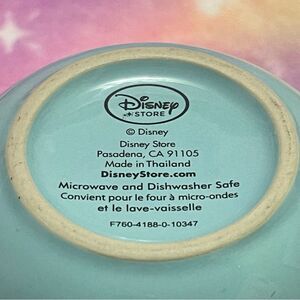 Disney
STORE
© Disney
Disney Store
Pasadena, CA 91105
Made in Thailand
DisneyStore.com
Microwave and Dishwasher Safe
Convient pour le four à micro-ondes
et le lave-vaisselle
F760-4188-0-10347